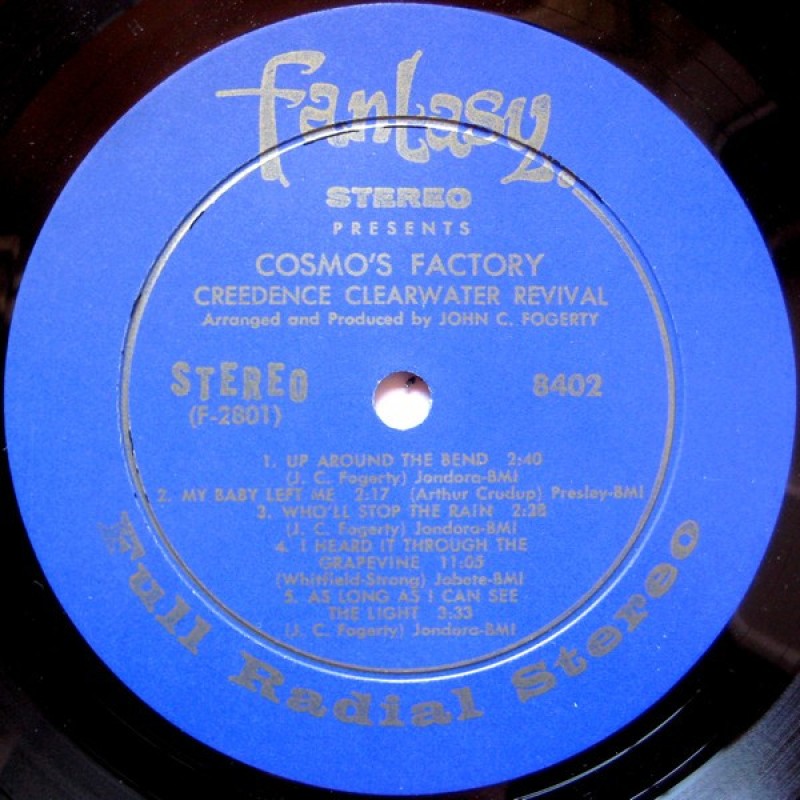 Fantasy.
STEREO
PRESENTS
COSMO'S FACTORY
CREEDENCE CLEARWATER REVIVAL
Arranged and Produced by JOHN C. FOGERTY
STEREO 8402
(F-2801)
1. UP AROUND THE BEND 2:40
(J. C. Fogerty) Jondora-BMI
2. MY BABY LEFT ME 2:17 (Arthur Crudup) Presley-BMI
3. WHO'LL STOP THE RAIN 2:28
(J. C. Fogerty) Jondora-BMI
4. I HEARD IT THROUGH THE
GRAPEVINE 11:05
(Whitfield-Strong) Jobete-BMI
5. AS LONG AS I CAN SEE
THE LIGHT 3:33
(J. C. Fogerty) Jondora-BMI
Full Radial Stereo